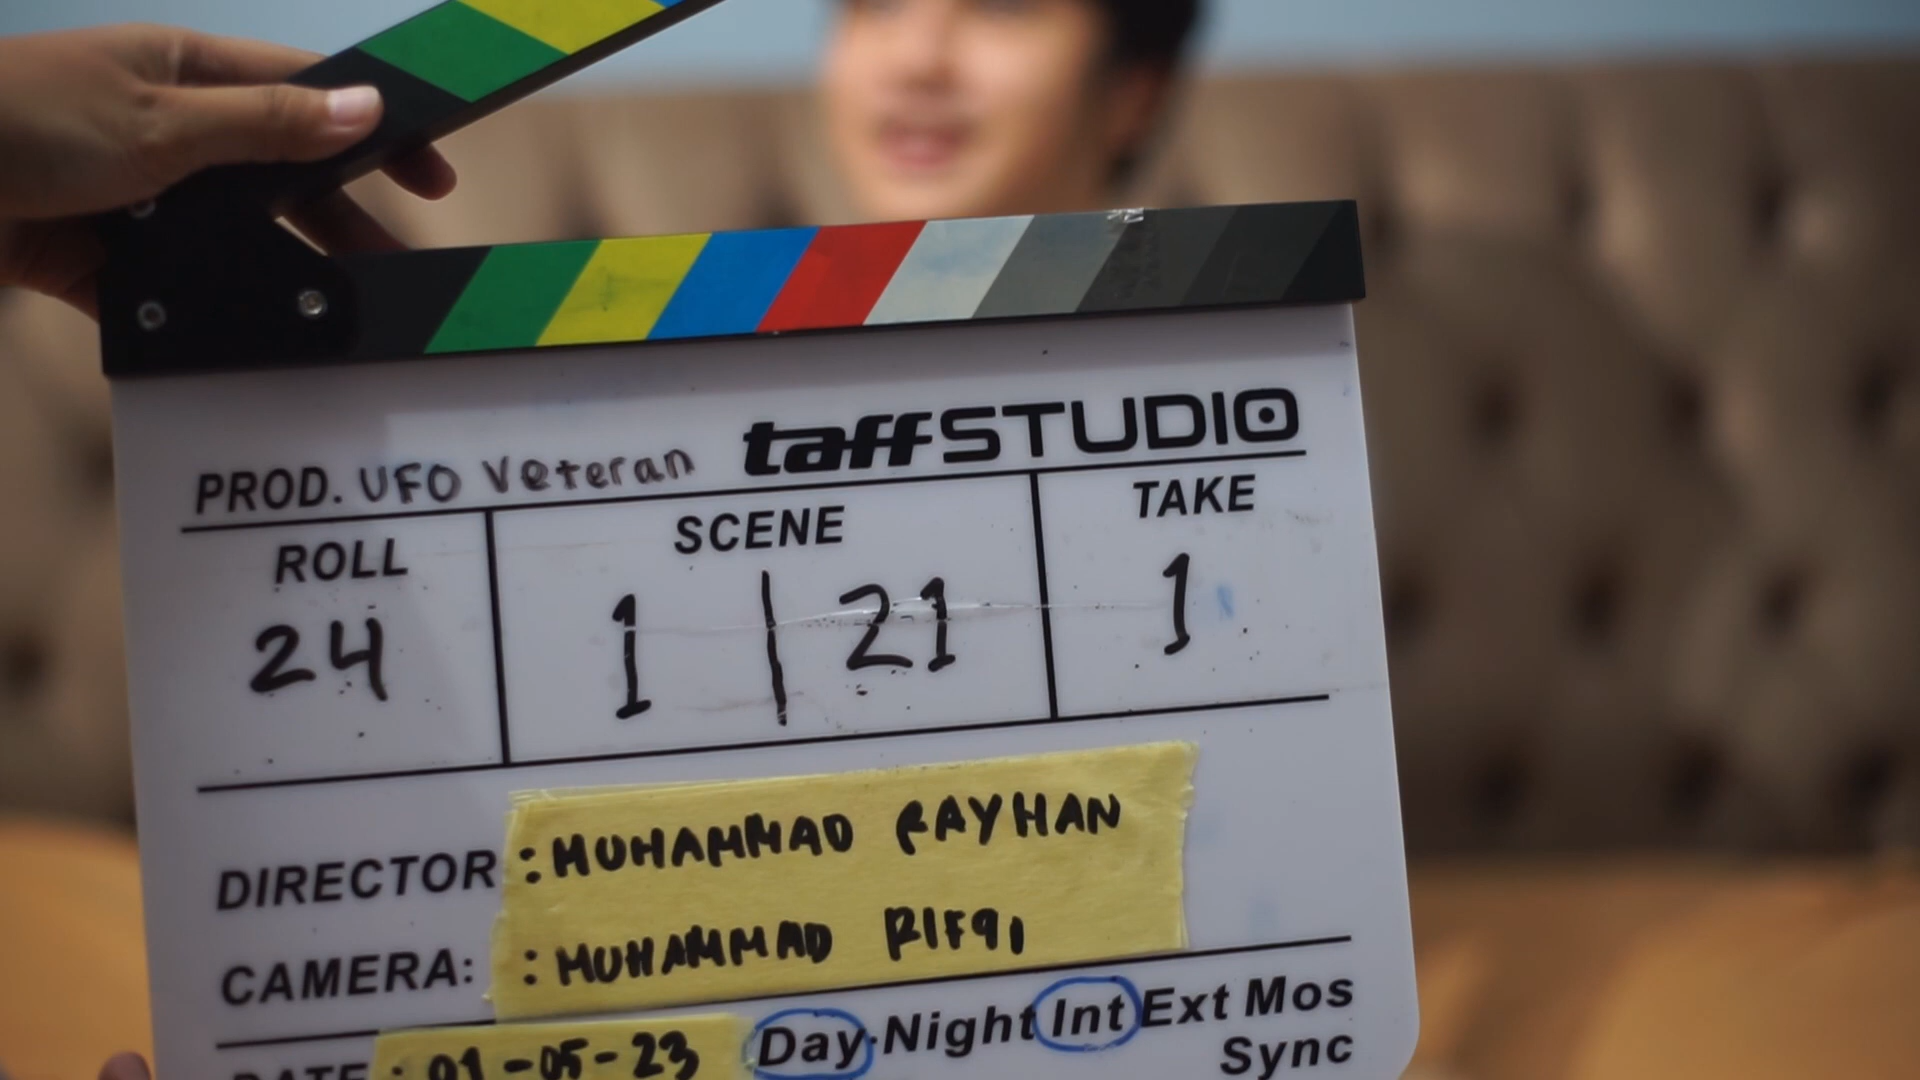 taffSTUDIO
PROD. UFO Veteran
ROLL SCENE TAKE
24 1 | 21 1
DIRECTOR : MUHAMMAD RAYHAN
CAMERA: : MUHAMMAD RIFQI
DATE : 01-05-23 Day·Night Int Ext Mos
Sync